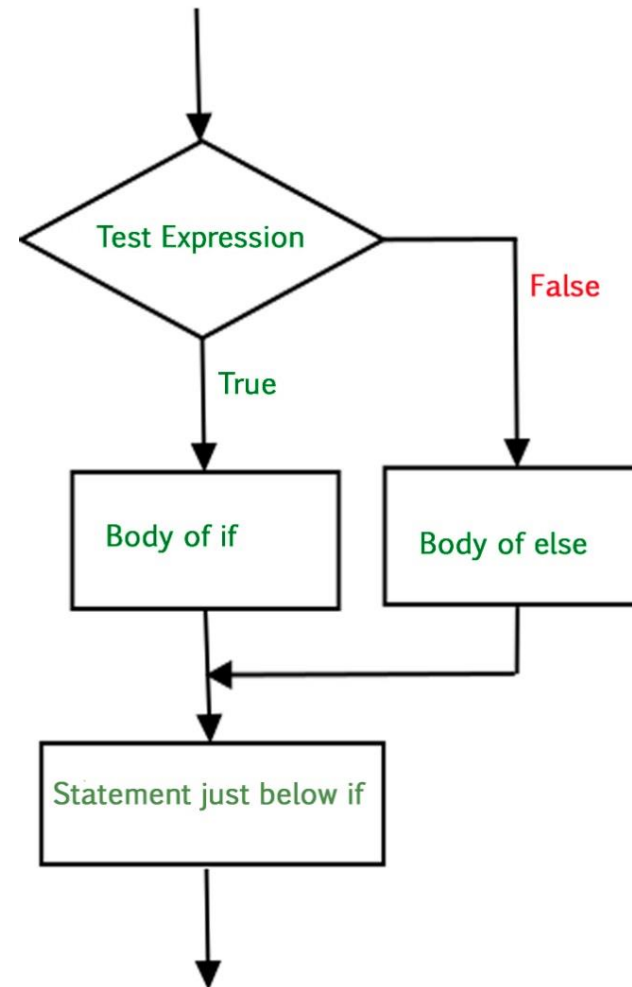 Test Expression
False
True
Body of if
Body of else
Statement just below if